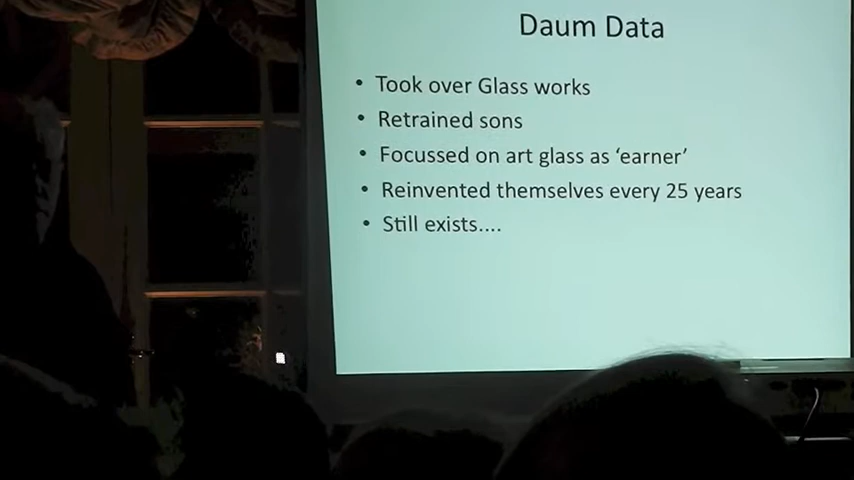 Daum Data
• Took over Glass works
• Retrained sons
• Focussed on art glass as ‘earner’
• Reinvented themselves every 25 years
• Still exists....